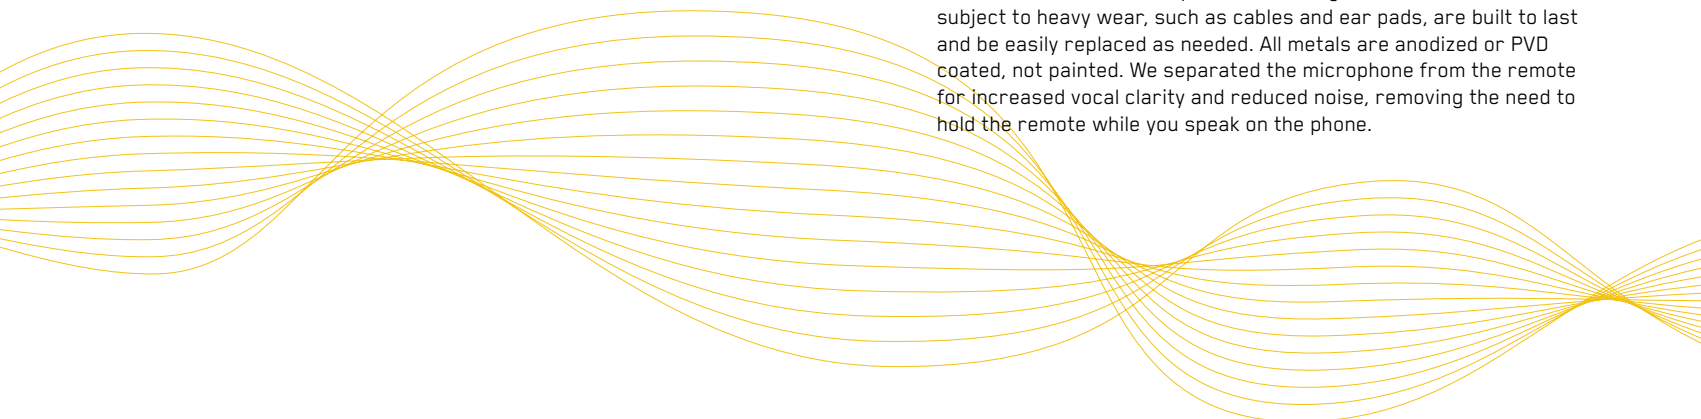 subject to heavy wear, such as cables and ear pads, are built to last
and be easily replaced as needed. All metals are anodized or PVD
coated, not painted. We separated the microphone from the remote
for increased vocal clarity and reduced noise, removing the need to
hold the remote while you speak on the phone.